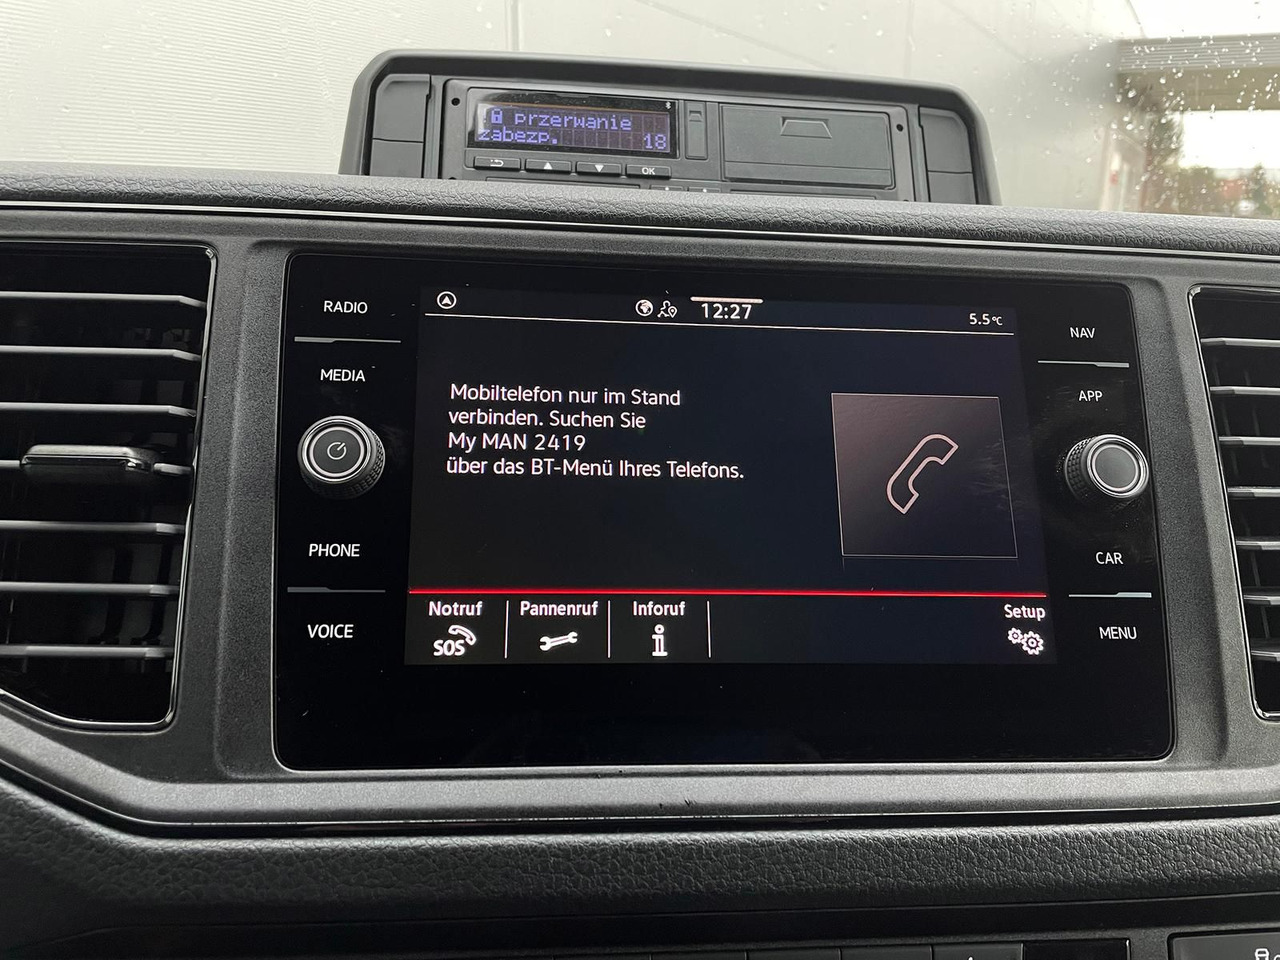 przerwanie
zabezp. 18
OK
RADIO
MEDIA
PHONE
VOICE
12:27
5.5°C
Mobiltelefon nur im Stand
verbinden. Suchen Sie
My MAN 2419
über das BT-Menü Ihres Telefons.
Notruf
SOS
Pannenruf
Inforuf
Setup
NAV
APP
CAR
MENU